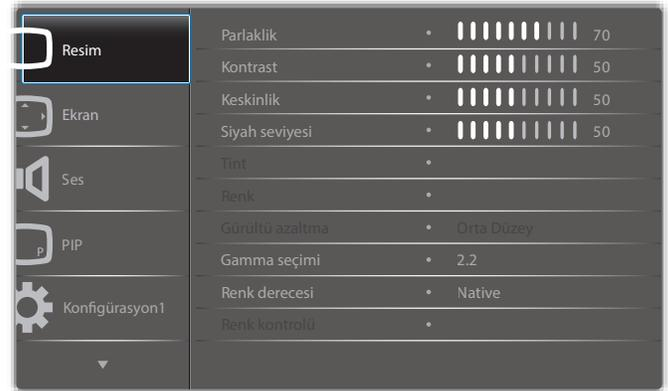 Resim
Ekran
Ses
P
PIP
Konfigürasyon1
Parlaklik • 70
Kontrast • 50
Keskinlik • 50
Siyah seviyesi • 50
Tint •
Renk •
Gürültü azaltma • Orta Düzey
Gamma seçimi • 2.2
Renk derecesi • Native
Renk kontrolü •